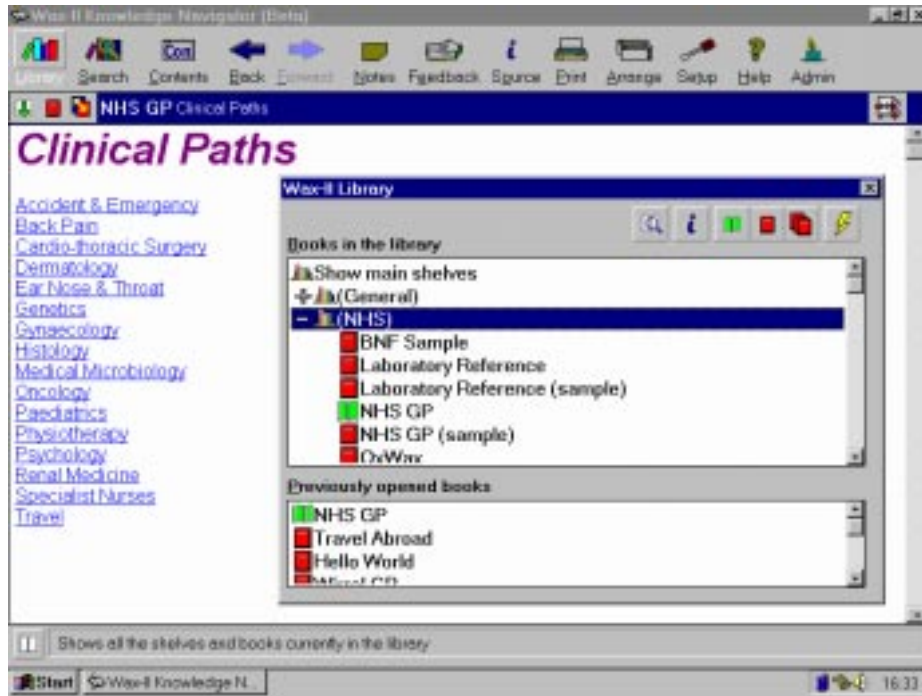 Wax-II Knowledge Navigator (Beta)
Library Search Contents Back Forward Notes Feedback Source Print Arrange Setup Help Admin
Con
NHS GP Clinical Paths
Clinical Paths
Accident & Emergency
Back Pain
Cardio-thoracic Surgery
Dermatology
Ear Nose & Throat
Genetics
Gynaecology
Histology
Medical Microbiology
Oncology
Paediatrics
Physiotherapy
Psychology
Renal Medicine
Specialist Nurses
Travel
Wax-II Library
Books in the library
Show main shelves
(General)
(NHS)
BNF Sample
Laboratory Reference
Laboratory Reference (sample)
NHS GP
NHS GP (sample)
OxWax
Previously opened books
NHS GP
Travel Abroad
Hello World
Wirral GP
Shows all the shelves and books currently in the library
Start Wax-II Knowledge N... 16:33